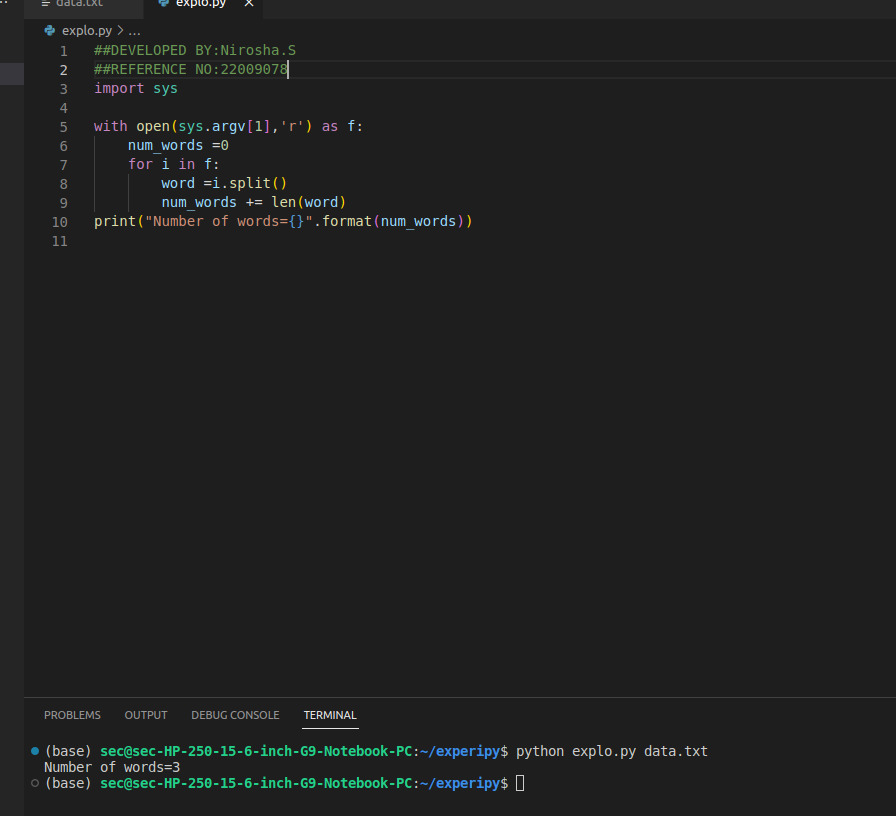 data.txt explo.py
explo.py > ...
1 ##DEVELOPED BY:Nirosha.S
2 ##REFERENCE NO:22009078
3 import sys
4
5 with open(sys.argv[1],'r') as f:
6     num_words =0
7     for i in f:
8         word =i.split()
9         num_words += len(word)
10 print("Number of words={}".format(num_words))
11
PROBLEMS OUTPUT DEBUG CONSOLE TERMINAL
(base) sec@sec-HP-250-15-6-inch-G9-Notebook-PC:~/experipy$ python explo.py data.txt
Number of words=3
(base) sec@sec-HP-250-15-6-inch-G9-Notebook-PC:~/experipy$